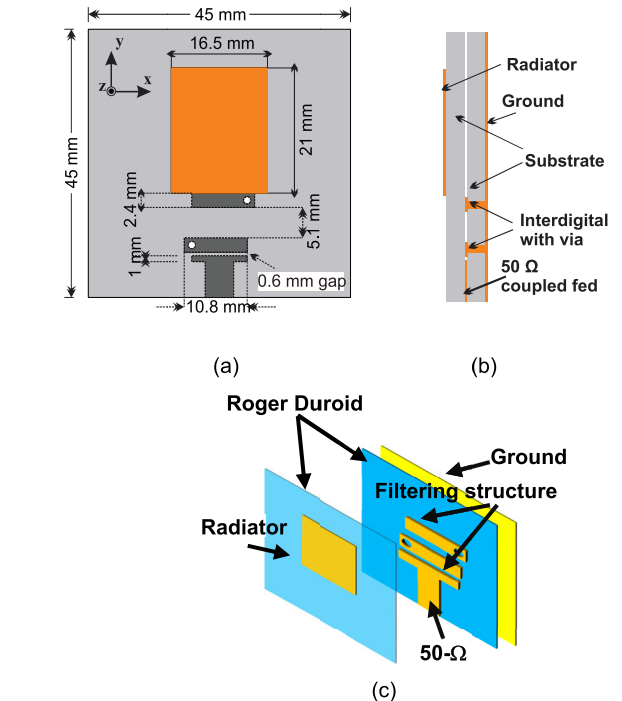 45 mm
y
z
x
16.5 mm
45 mm
21 mm
2.4 mm
5.1 mm
1 mm
0.6 mm gap
10.8 mm
(a)
Radiator
Ground
Substrate
Interdigital
with via
50 Ω
coupled fed
(b)
Roger Duroid
Ground
Filtering structure
Radiator
50-Ω
(c)